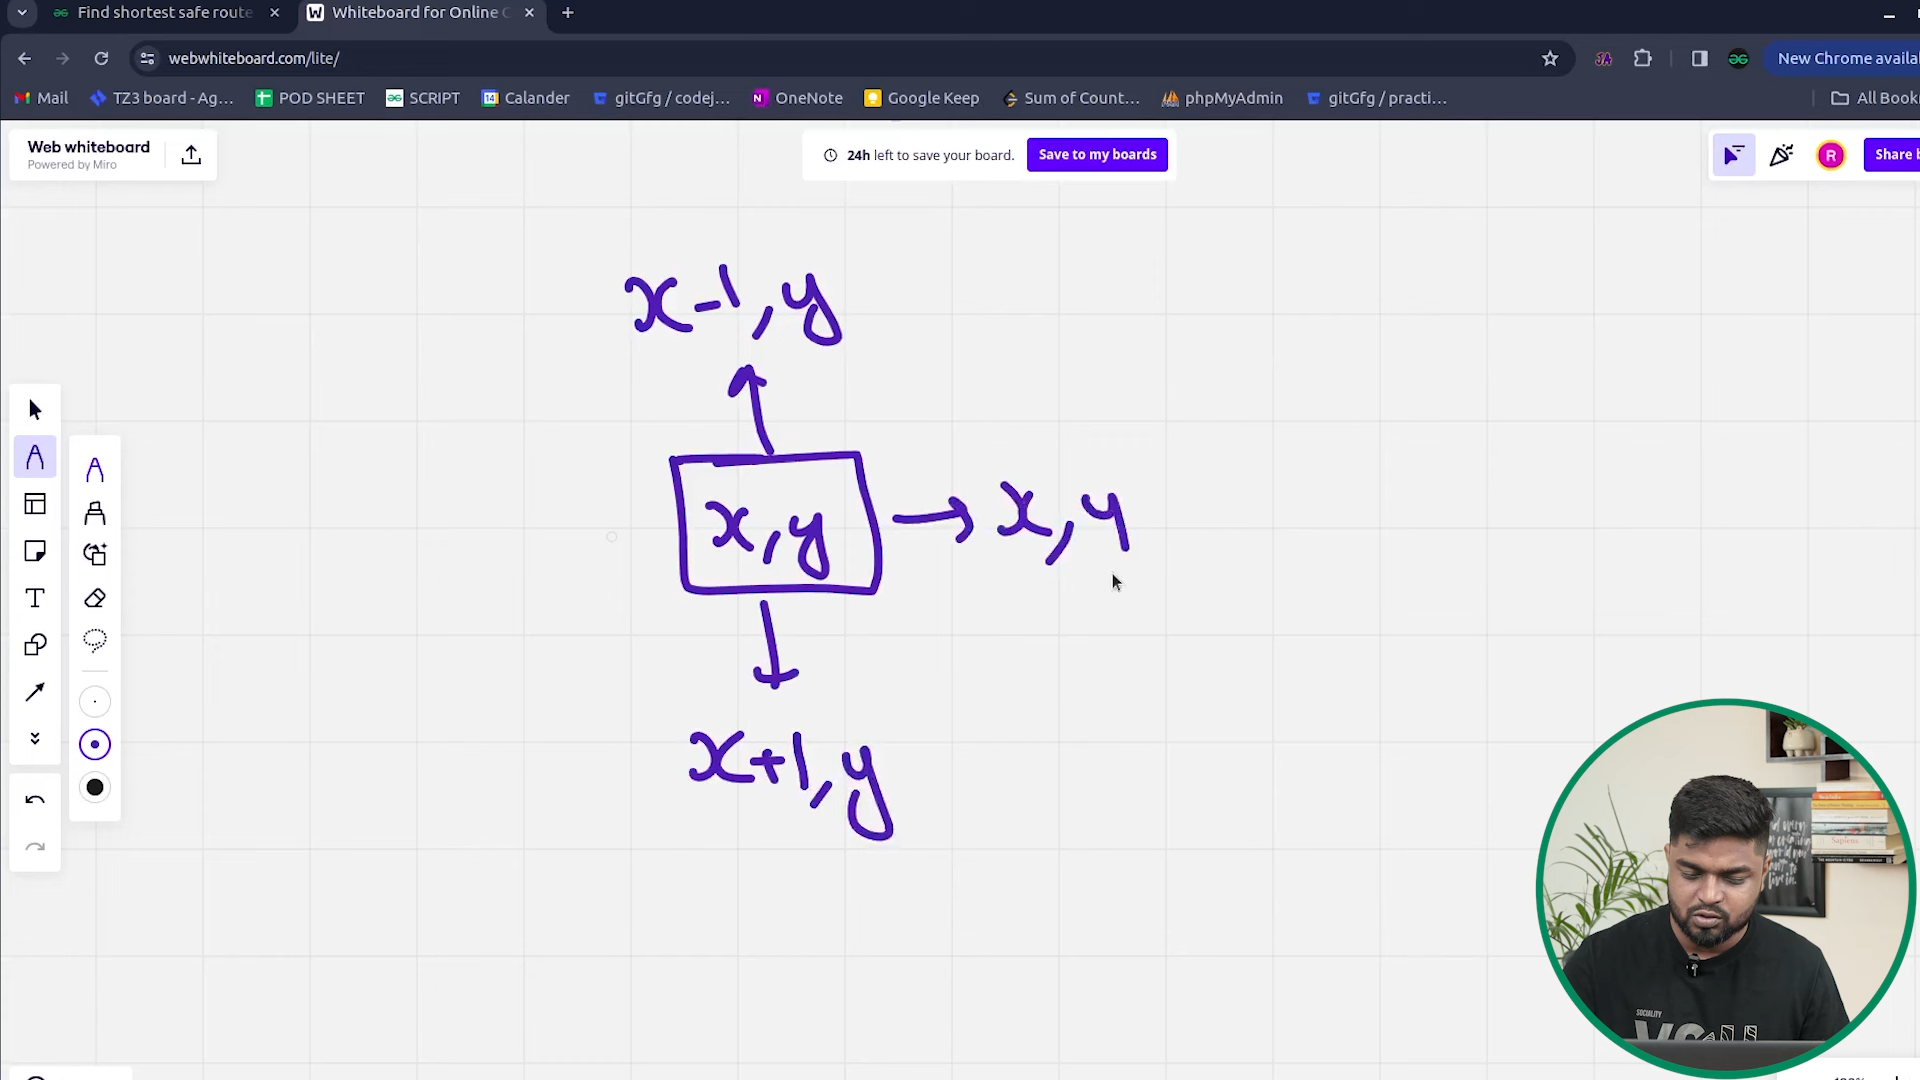 Find shortest safe route
Whiteboard for Online
webwhiteboard.com/lite/
New Chrome availa
Mail
TZ3 board - Ag...
POD SHEET
SCRIPT
Calander
gitGfg / codej...
OneNote
Google Keep
Sum of Count...
phpMyAdmin
gitGfg / practi...
All Book
Web whiteboard
Powered by Miro
24h left to save your board.
Save to my boards
R
Share
x-1, y
x, y
x, y
x+1, y
SOCIALITY